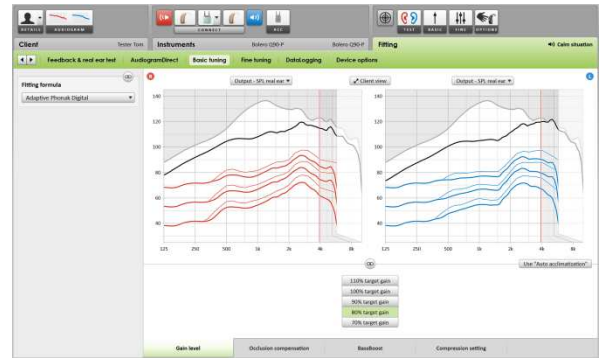 DETAILS AUDIOGRAM CONNECT ACC TEST BASIC FINE OPTIONS
Client Tester Tom Instruments Bolero Q90-P Bolero Q90-P Fitting Calm situation
Feedback & real ear test AudiogramDirect Basic tuning Fine tuning DataLogging Device options
Fitting formula
Adaptive Phonak Digital
Output - SPL real ear Client view Output - SPL real ear
140 140
120 120
100 100
80 80
60 60
40 40
125 250 500 1k 2k 4k 8k 125 250 500 1k 2k 4k 8k
Use "Auto acclimatization"
110% target gain
100% target gain
90% target gain
80% target gain
70% target gain
Gain level Occlusion compensation BassBoost Compression setting